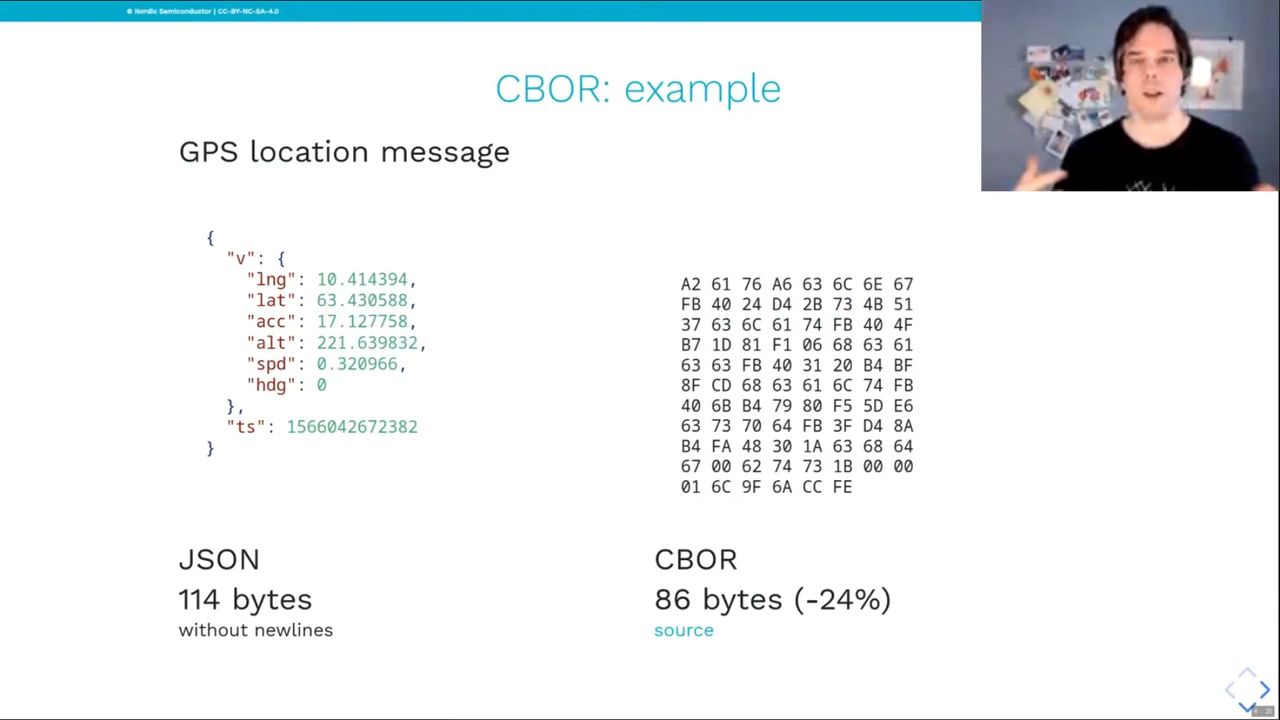 © Nordic Semiconductor | CC-BY-NC-SA-4.0
CBOR: example
GPS location message
{
"v": {
"lng": 10.414394,
"lat": 63.430588,
"acc": 17.127758,
"alt": 221.639832,
"spd": 0.320966,
"hdg": 0
},
"ts": 1566042672382
}
A2 61 76 A6 63 6C 6E 67
FB 40 24 D4 2B 73 4B 51
37 63 6C 61 74 FB 40 4F
B7 1D 81 F1 06 68 63 61
63 63 FB 40 31 20 B4 BF
8F CD 68 63 61 6C 74 FB
40 6B B4 79 80 F5 5D E6
63 73 70 64 FB 3F D4 8A
B4 FA 48 30 1A 63 68 64
67 00 62 74 73 1B 00 00
01 6C 9F 6A CC FE
JSON
114 bytes
without newlines
CBOR
86 bytes (-24%)
source